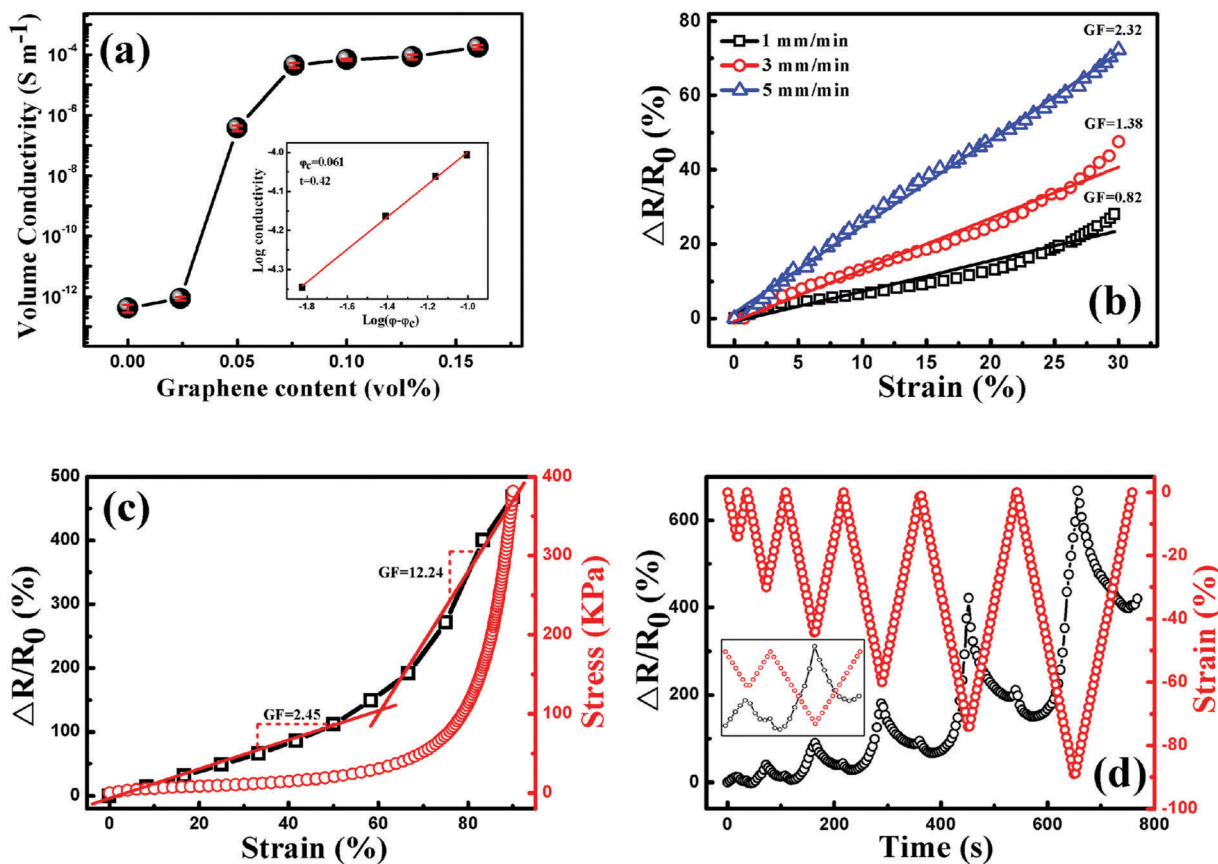 (a)
Volume Conductivity (S m⁻¹)
10⁻⁴
10⁻⁶
10⁻⁸
10⁻¹⁰
10⁻¹²
0.00 0.05 0.10 0.15
Graphene content (vol%)
φc=0.061
t=0.42
Log conductivity
-4.0
-4.1
-4.2
-4.3
-1.8 -1.6 -1.4 -1.2 -1.0
Log(φ-φc)
(b)
△R/R₀ (%)
80
60
40
20
0
1 mm/min
3 mm/min
5 mm/min
GF=2.32
GF=1.38
GF=0.82
0 5 10 15 20 25 30
Strain (%)
(c)
△R/R₀ (%)
500
400
300
200
100
0
GF=12.24
GF=2.45
0 20 40 60 80
Strain (%)
400
300
200
100
0
Stress (KPa)
(d)
△R/R₀ (%)
600
400
200
0
0 200 400 600 800
Time (s)
0
-20
-40
-60
-80
-100
Strain (%)